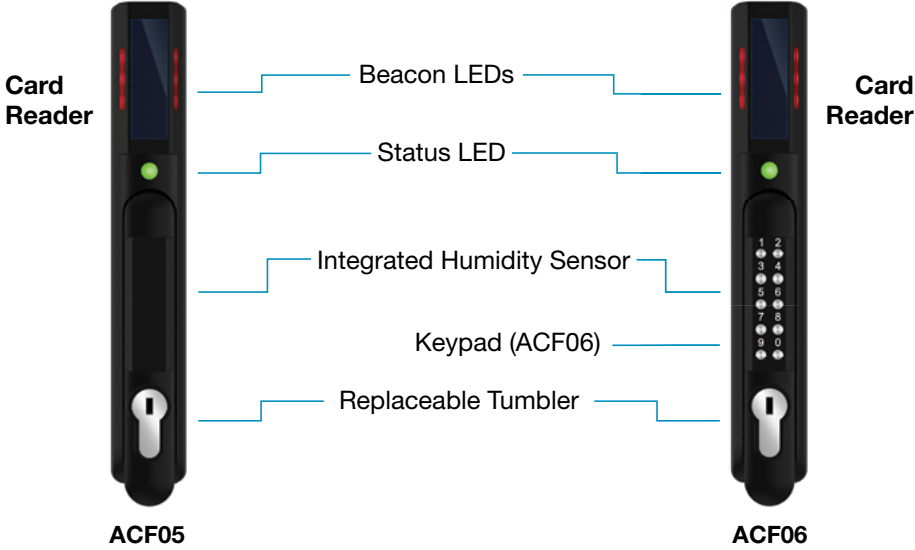 Card
Reader
Beacon LEDs
Card
Reader
Status LED
Integrated Humidity Sensor
1 2
3 4
5 6
7 8
9 0
Keypad (ACF06)
Replaceable Tumbler
ACF05
ACF06